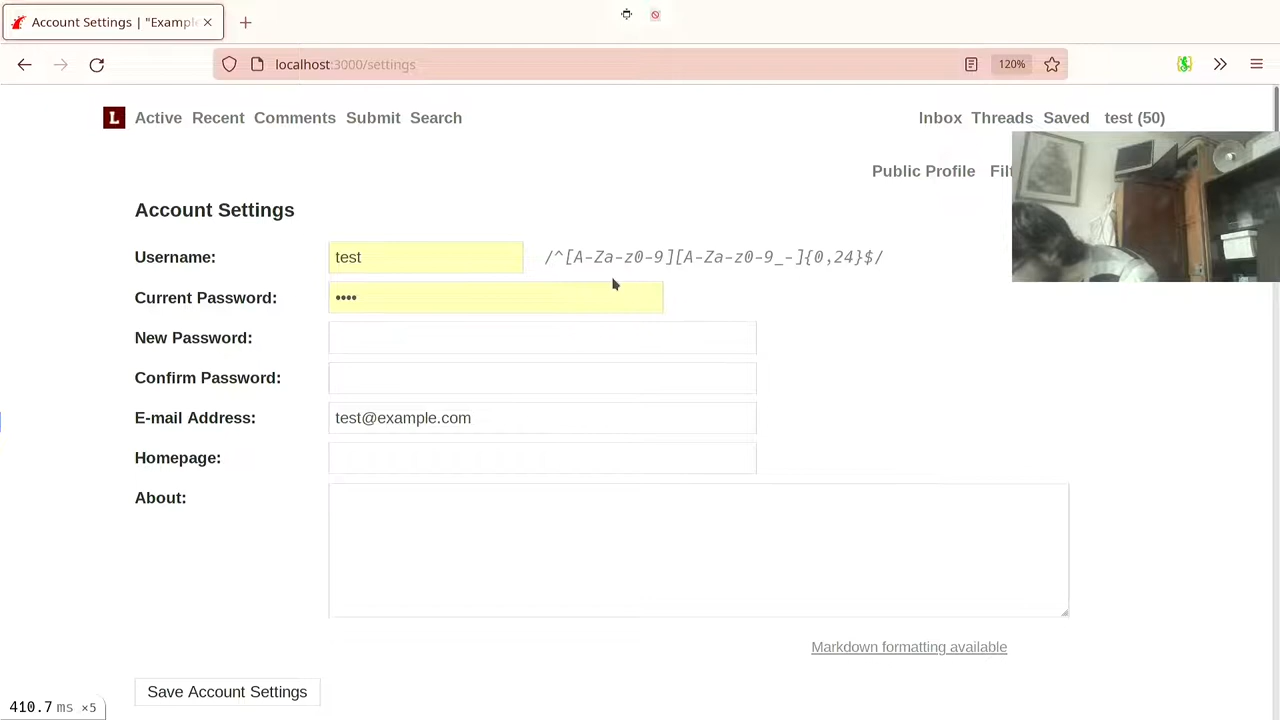 Account Settings | "Exampl
localhost:3000/settings
120%
L Active Recent Comments Submit Search
Inbox Threads Saved test (50)
Public Profile Filt
Account Settings
Username: test /^[A-Za-z0-9][A-Za-z0-9_-]{0,24}$/
Current Password: ••••
New Password:
Confirm Password:
E-mail Address: test@example.com
Homepage:
About:
Markdown formatting available
Save Account Settings
410.7 ms ×5